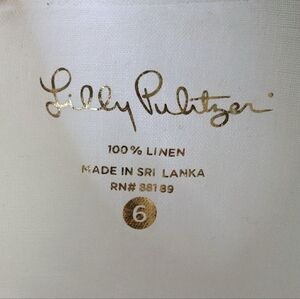 Lilly Pulitzer
100% LINEN
MADE IN SRI LANKA
RN# 88189
6